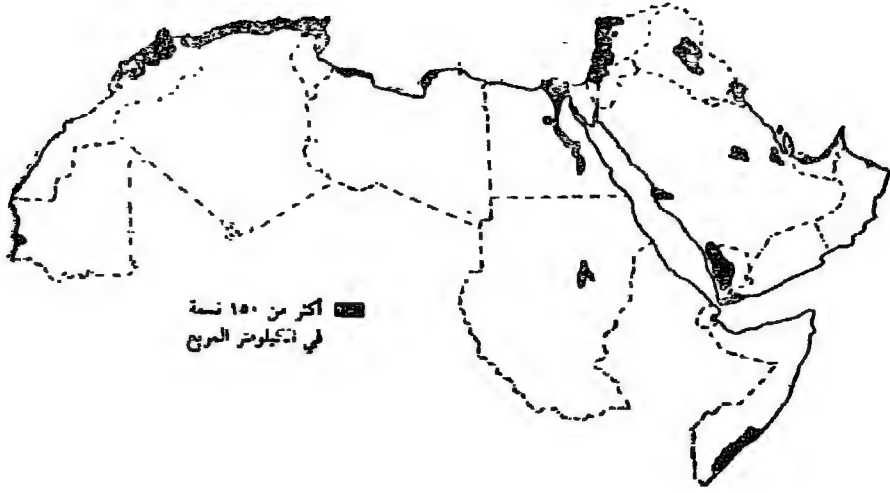 أكثر من ١٥٠ نسمة
في الكيلومتر المربع